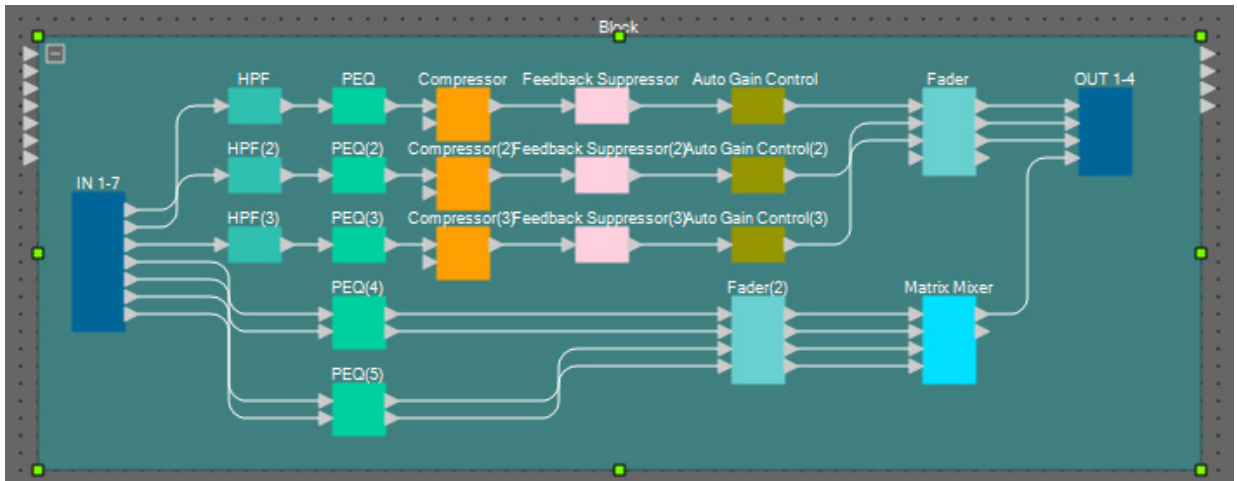 Block
HPF PEQ Compressor Feedback Suppressor Auto Gain Control Fader OUT 1-4
HPF(2) PEQ(2) Compressor(2) Feedback Suppressor(2) Auto Gain Control(2)
IN 1-7
HPF(3) PEQ(3) Compressor(3) Feedback Suppressor(3) Auto Gain Control(3)
PEQ(4) Fader(2) Matrix Mixer
PEQ(5)